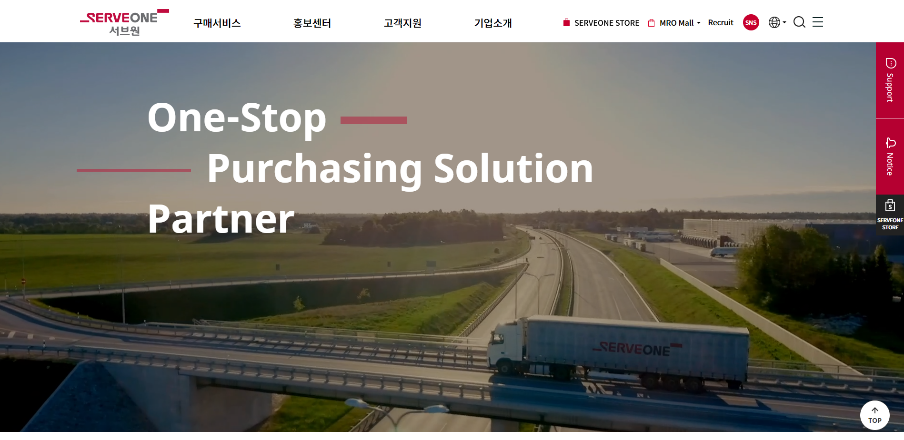 SERVEONE
서브원
구매서비스
홍보센터
고객지원
기업소개
SERVEONE STORE
MRO Mall
Recruit
SNS
Support
Notice
SERVEONE
STORE
One-Stop
Purchasing Solution
Partner
SERVEONE
TOP